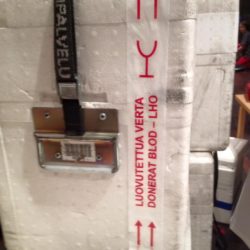 PALVELU
LUOVUTETTUA VERTA
DONERAT BLOD - LHO